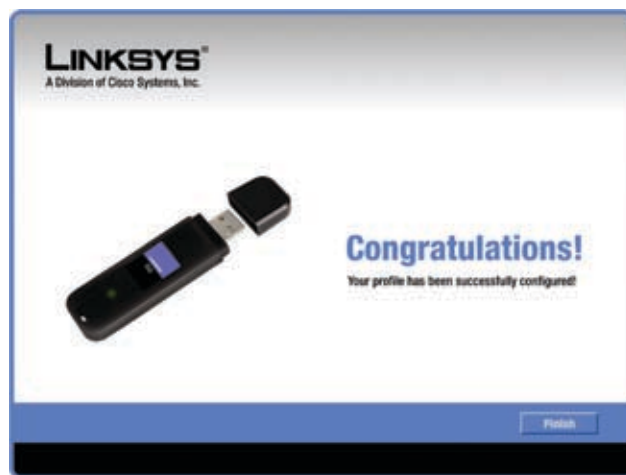 LINKSYS®
A Division of Cisco Systems, Inc.
Congratulations!
Your profile has been successfully configured!
Finish